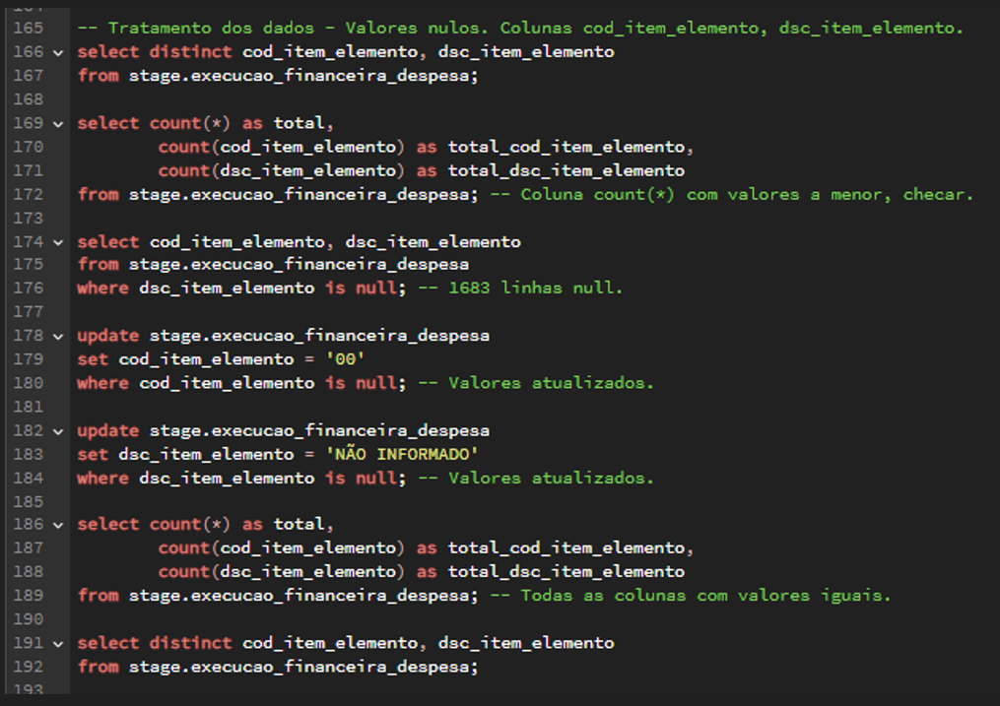 165 -- Tratamento dos dados - Valores nulos. Colunas cod_item_elemento, dsc_item_elemento.
166 select distinct cod_item_elemento, dsc_item_elemento
167 from stage.execucao_financeira_despesa;
168
169 select count(*) as total,
170 count(cod_item_elemento) as total_cod_item_elemento,
171 count(dsc_item_elemento) as total_dsc_item_elemento
172 from stage.execucao_financeira_despesa; -- Coluna count(*) com valores a menor, checar.
173
174 select cod_item_elemento, dsc_item_elemento
175 from stage.execucao_financeira_despesa
176 where dsc_item_elemento is null; -- 1683 linhas null.
177
178 update stage.execucao_financeira_despesa
179 set cod_item_elemento = '00'
180 where cod_item_elemento is null; -- Valores atualizados.
181
182 update stage.execucao_financeira_despesa
183 set dsc_item_elemento = 'NÃO INFORMADO'
184 where dsc_item_elemento is null; -- Valores atualizados.
185
186 select count(*) as total,
187 count(cod_item_elemento) as total_cod_item_elemento,
188 count(dsc_item_elemento) as total_dsc_item_elemento
189 from stage.execucao_financeira_despesa; -- Todas as colunas com valores iguais.
190
191 select distinct cod_item_elemento, dsc_item_elemento
192 from stage.execucao_financeira_despesa;
193